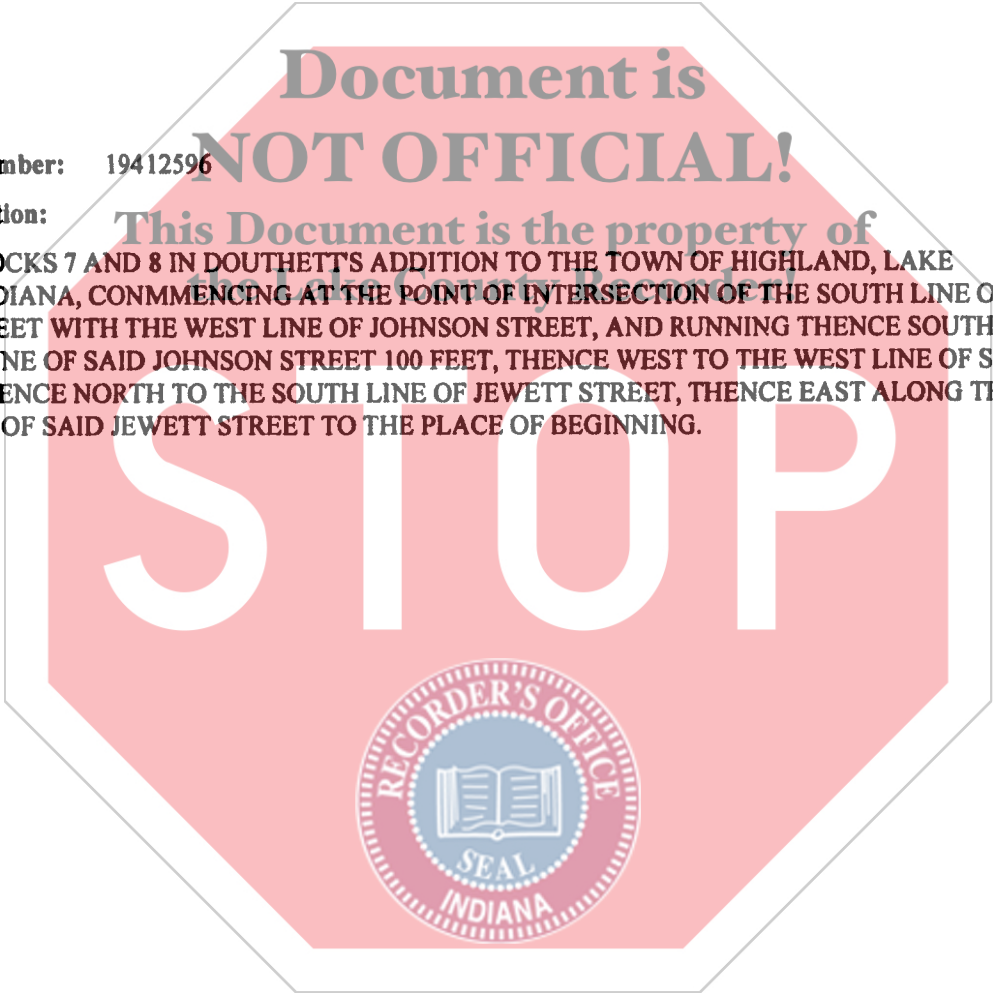 Document is
NOT OFFICIAL!
mber: 19412596
tion:
This Document is the property of
the Lake County Recorder!
OCKS 7 AND 8 IN DOUTHETT'S ADDITION TO THE TOWN OF HIGHLAND, LAKE
DIANA, CONMMENCING AT THE POINT OF INTERSECTION OF THE SOUTH LINE O
EET WITH THE WEST LINE OF JOHNSON STREET, AND RUNNING THENCE SOUTH
NE OF SAID JOHNSON STREET 100 FEET, THENCE WEST TO THE WEST LINE OF S
ENCE NORTH TO THE SOUTH LINE OF JEWETT STREET, THENCE EAST ALONG TH
OF SAID JEWETT STREET TO THE PLACE OF BEGINNING.
STOP
RECORDER'S OFFICE
SEAL
INDIANA